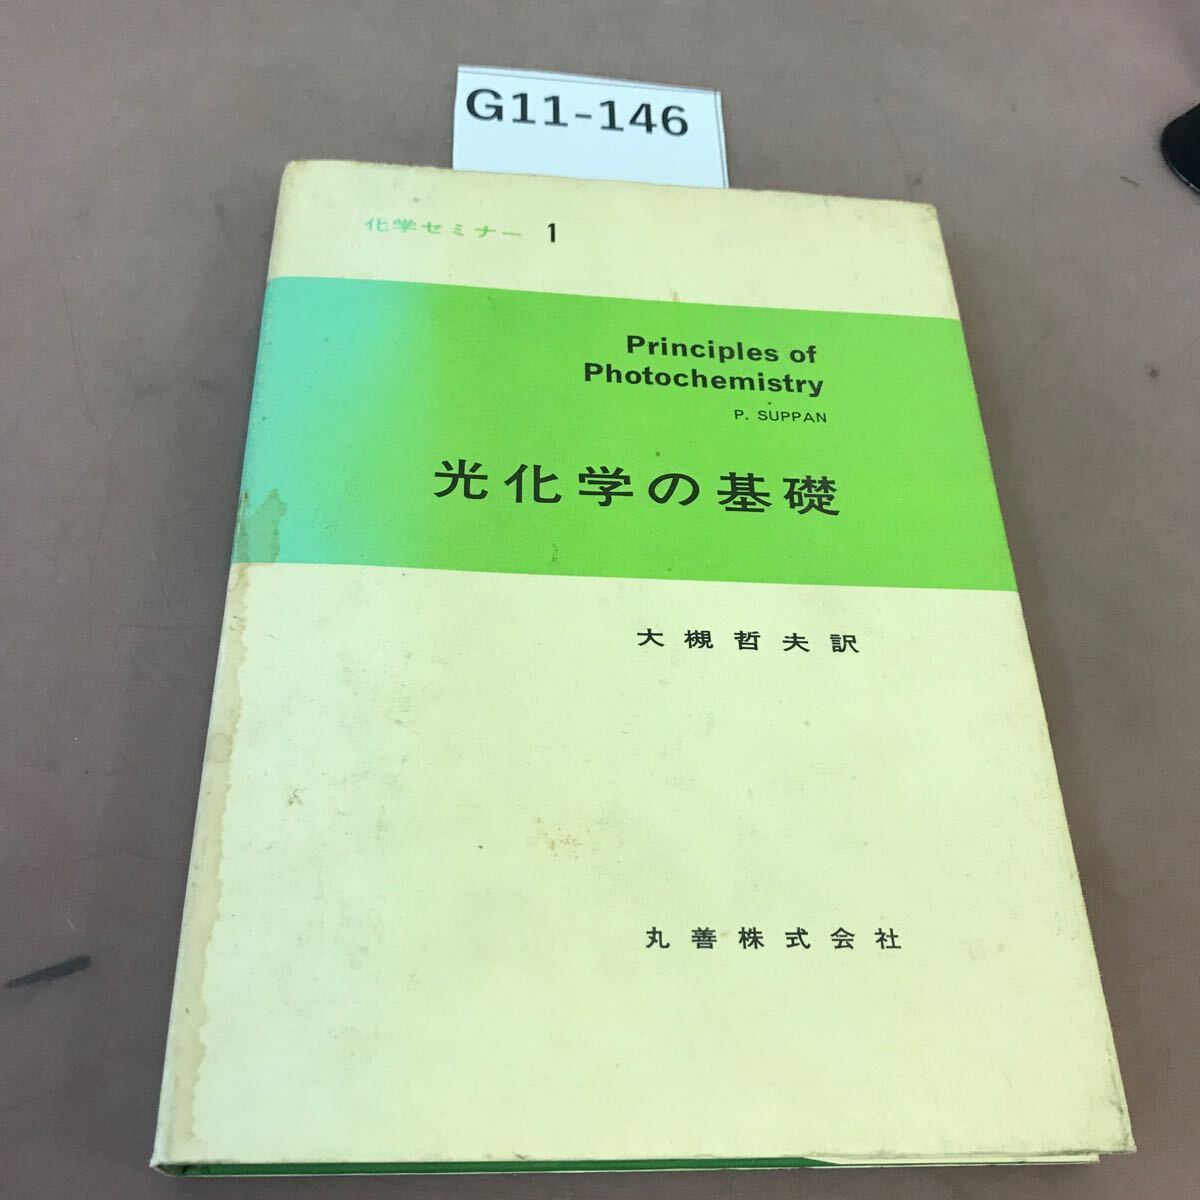 G11-146
化学セミナー 1
Principles of
Photochemistry
P. SUPPAN
光化学の基礎
大槻哲夫訳
丸善株式会社